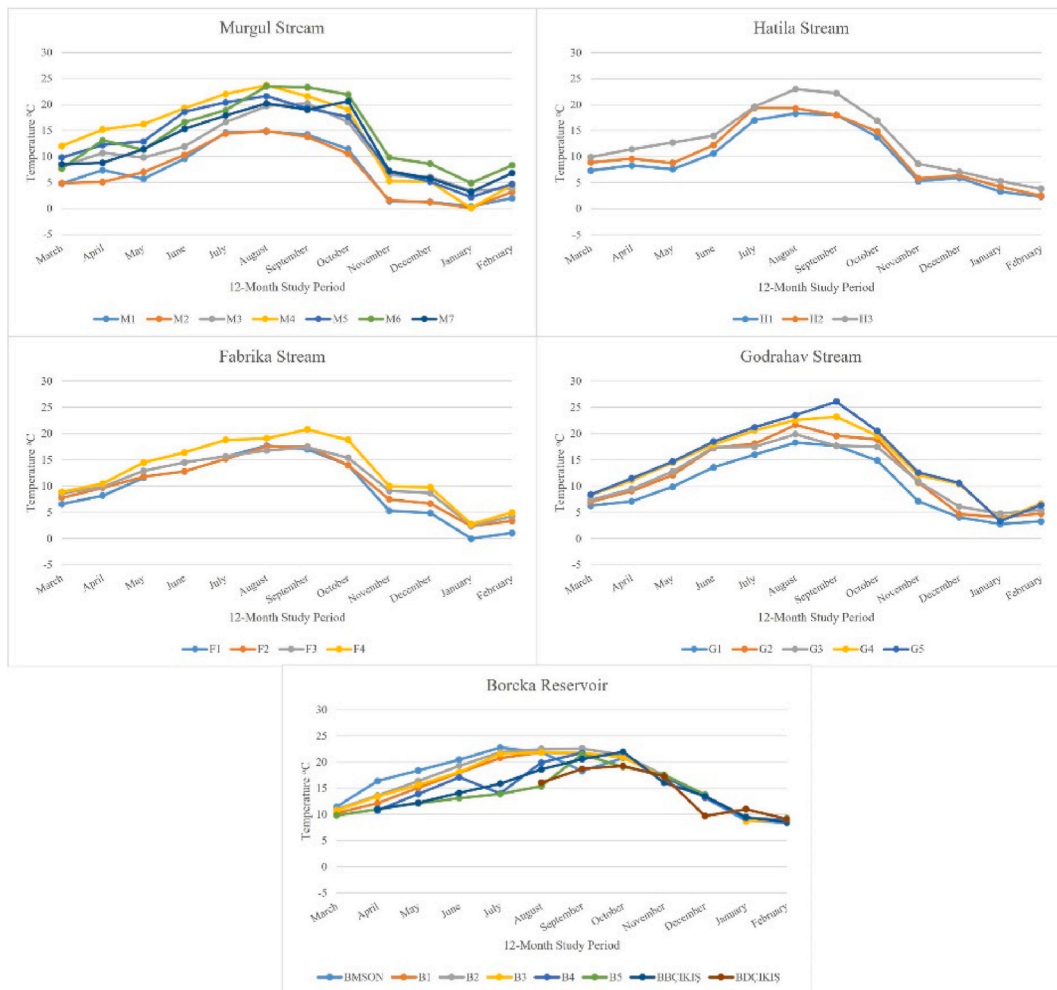 Murgul Stream
30
25
20
15
10
5
0
-5
Temperature °C
March April May June July August September October November December January February
12-Month Study Period
M1 M2 M3 M4 M5 M6 M7
Hatila Stream
30
25
20
15
10
5
0
-5
Temperature °C
March April May June July August September October November December January February
12-Month Study Period
H1 H2 H3
Fabrika Stream
30
25
20
15
10
5
0
-5
Temperature °C
March April May June July August September October November December January February
12-Month Study Period
F1 F2 F3 F4
Godrahav Stream
30
25
20
15
10
5
0
-5
Temperature °C
March April May June July August September October November December January February
12-Month Study Period
G1 G2 G3 G4 G5
Borcka Reservoir
30
25
20
15
10
5
0
-5
Temperature °C
March April May June July August September October November December January February
12-Month Study Period
BMSON B1 B2 B3 B4 B5 BBÇIKIŞ BDÇIKIŞ